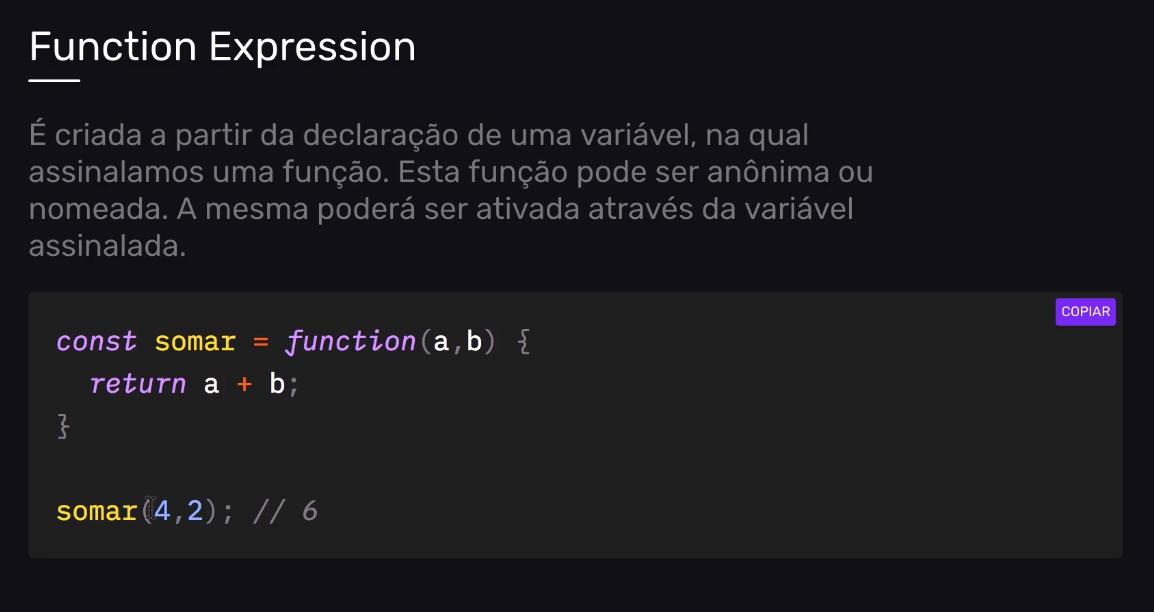 Function Expression
É criada a partir da declaração de uma variável, na qual
assinalamos uma função. Esta função pode ser anônima ou
nomeada. A mesma poderá ser ativada através da variável
assinalada.
COPIAR
const somar = function(a,b) {
  return a + b;
}
somar(4,2); // 6